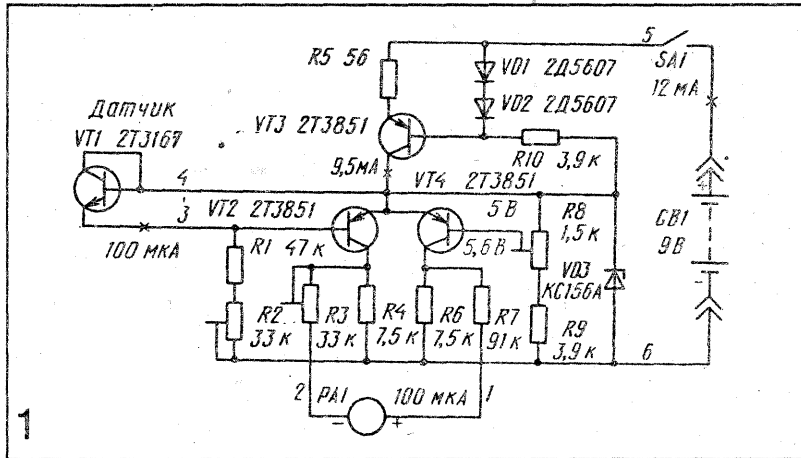 5
R5 56
VD1 2Д5607
VD2 2Д5607
SA1
12 мА
Датчик
VT1 2Т3167
VT3 2Т3851
R10 3,9 к
9,5мА
4
VT4 2Т3851
3
VT2 2Т3851
5 В
R8
1,5 к
+
GB1
9В
-
100 мкА
R1 47 к
5,6 В
VD3
КС156А
R2
33 к
R3
33 к
R4
7,5 к
R6
7,5 к
R7
91 к
R9
3,9 к
6
2 PA1 100 мкА 1
- +
1